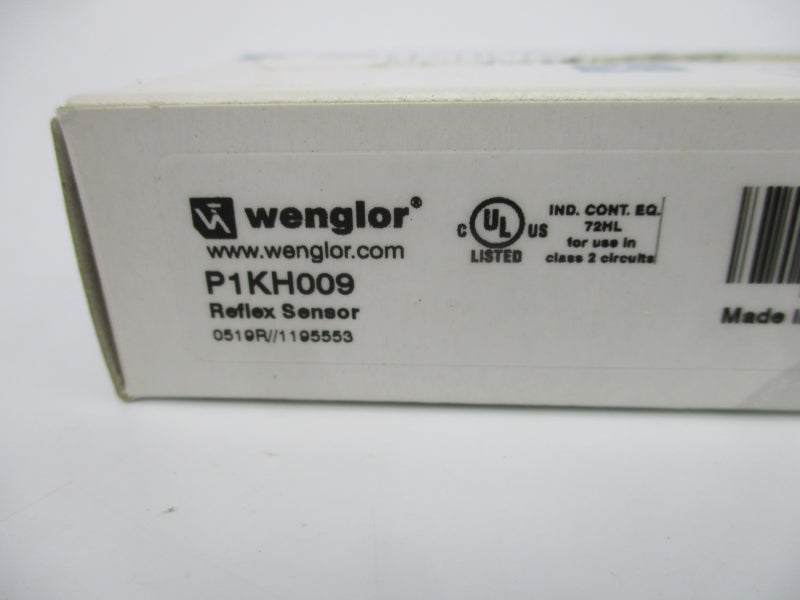 wenglor®
www.wenglor.com
P1KH009
Reflex Sensor
0519R//1195553
C UL US
LISTED
IND. CONT. EQ.
72HL
for use in
class 2 circuits
Made